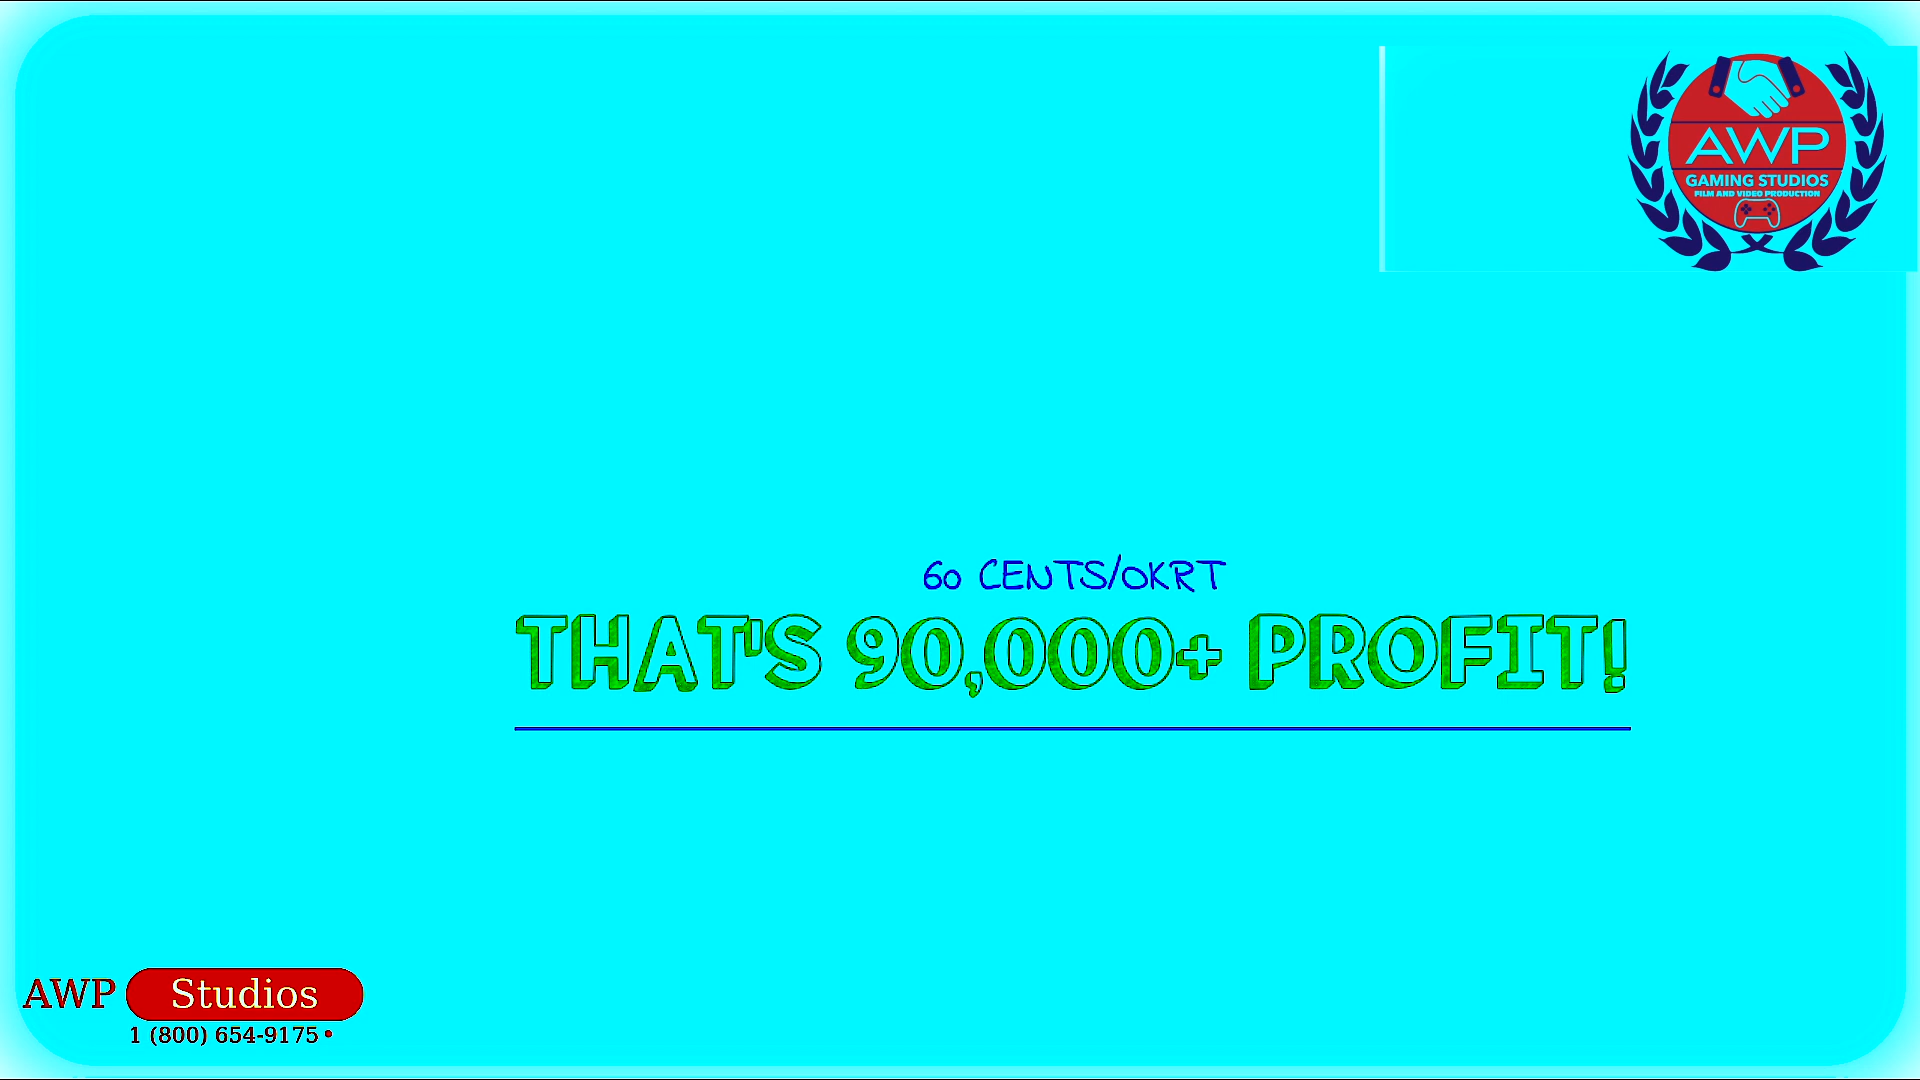 AWP
GAMING STUDIOS
FILM AND VIDEO PRODUCTION
60 CENTS/OKRT
THAT'S 90,000+ PROFIT!
AWP Studios
1 (800) 654-9175 •